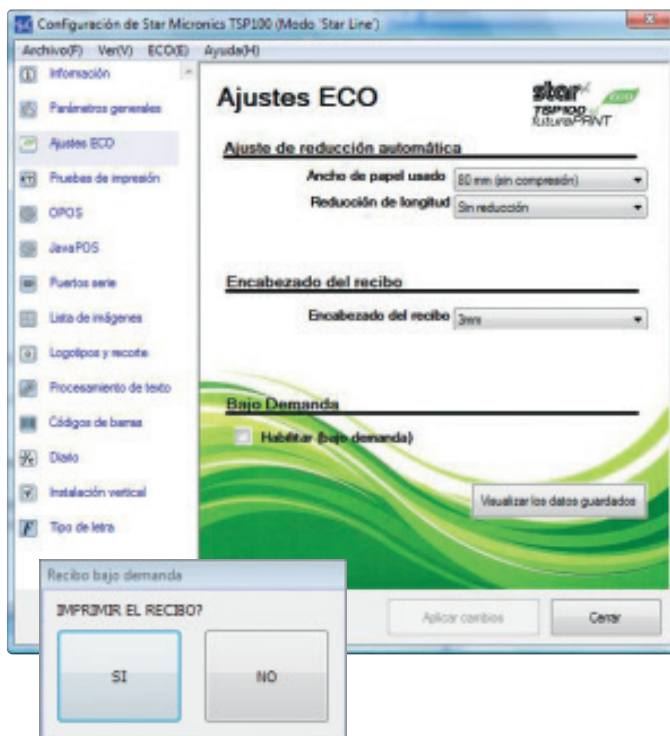 Configuración de Star Micronics TSP100 (Modo 'Star Line')
Archivo(F) Ver(V) ECO(E) Ayuda(H)
Información
Parámetros generales
Ajustes ECO
Pruebas de impresión
OPOS
JavaPOS
Puertos serie
Lista de imágenes
Logotipos y recorte
Procesamiento de texto
Códigos de barras
Diario
Instalación vertical
Tipo de letra
Ajustes ECO
star eco
TSP100
futurePRNT
Ajuste de reducción automática
Ancho de papel usado 80 mm (sin compresión)
Reducción de longitud Sin reducción
Encabezado del recibo
Encabezado del recibo 3mm
Bajo Demanda
Habilitar (bajo demanda)
Visualizar los datos guardados
Aplicar cambios Cerrar
Recibo bajo demanda
IMPRIMIR EL RECIBO?
SI NO